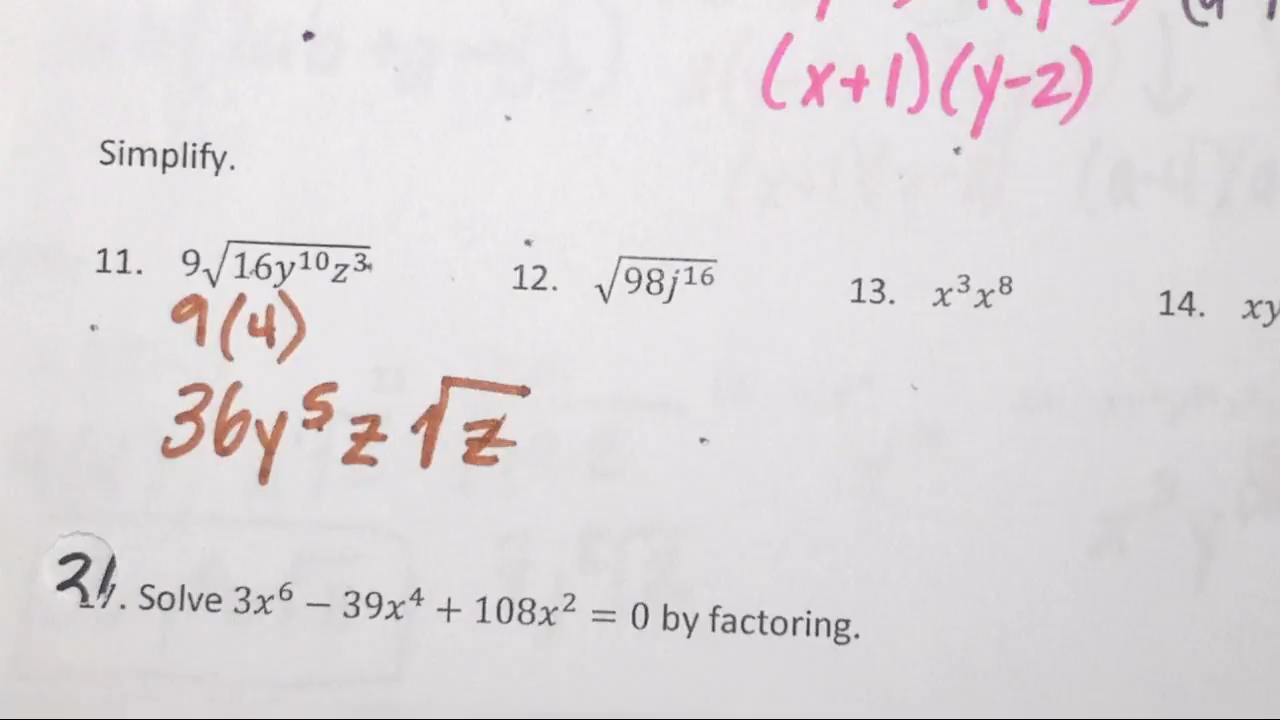 (x+1)(y-2)
Simplify.
11. 9√16y¹⁰z³ 12. √98j¹⁶ 13. x³x⁸ 14. xy
9(4)
36y⁵z√z
21. Solve 3x⁶ − 39x⁴ + 108x² = 0 by factoring.